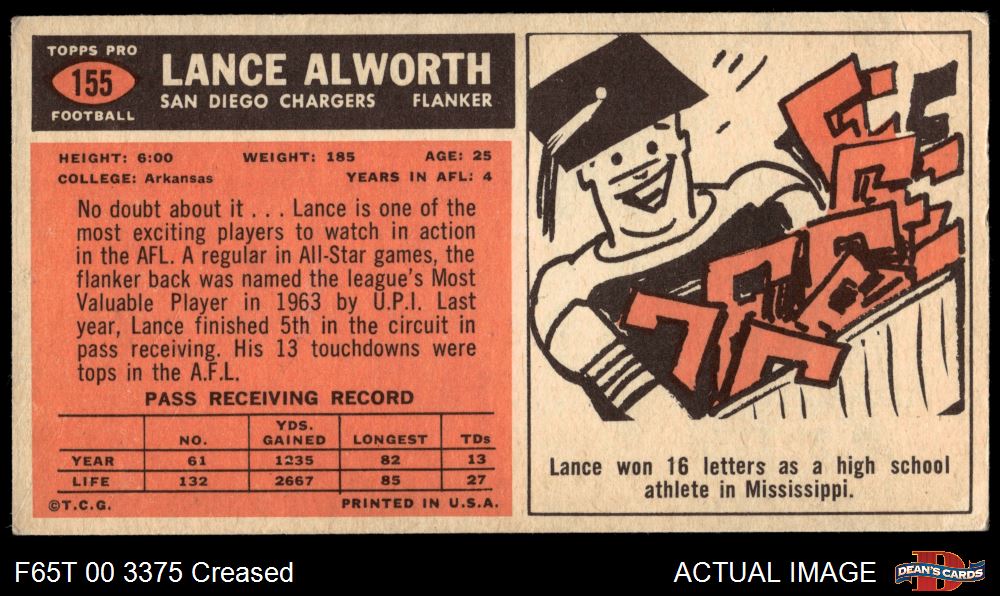 TOPPS PRO
155
FOOTBALL
LANCE ALWORTH
SAN DIEGO CHARGERS FLANKER
HEIGHT: 6:00 WEIGHT: 185 AGE: 25
COLLEGE: Arkansas YEARS IN AFL: 4
No doubt about it . . . Lance is one of the
most exciting players to watch in action
in the AFL. A regular in All-Star games, the
flanker back was named the league's Most
Valuable Player in 1963 by U.P.I. Last
year, Lance finished 5th in the circuit in
pass receiving. His 13 touchdowns were
tops in the A.F.L.
PASS RECEIVING RECORD
NO. YDS. GAINED LONGEST TDs
YEAR 61 1235 82 13
LIFE 132 2667 85 27
©T.C.G. PRINTED IN U.S.A.
Lance won 16 letters as a high school
athlete in Mississippi.
F65T 00 3375 Creased
ACTUAL IMAGE
D
DEAN'S CARDS